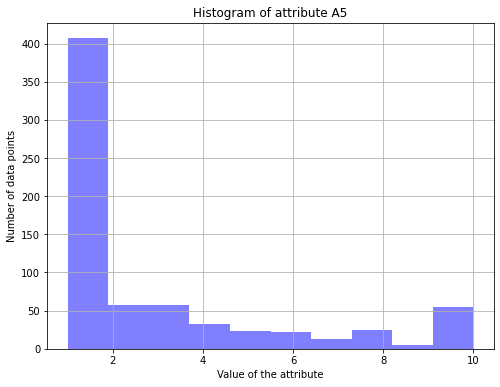 Histogram of attribute A5
Number of data points
400
350
300
250
200
150
100
50
0
2 4 6 8 10
Value of the attribute